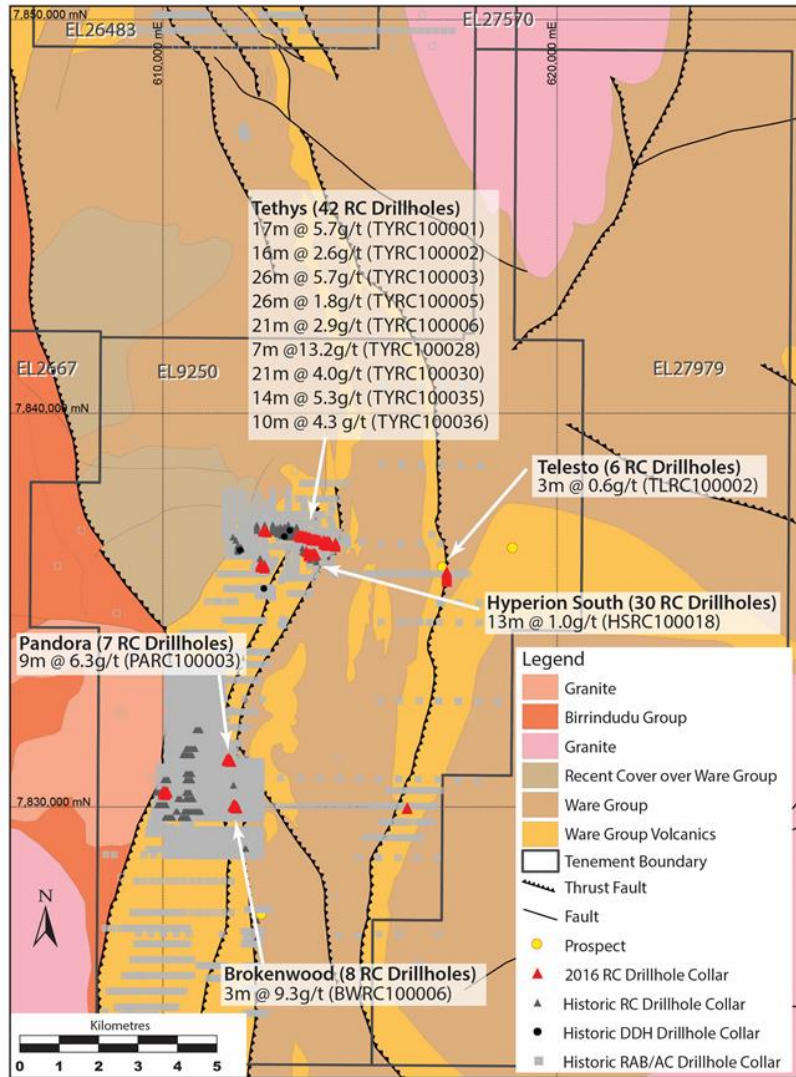 7,850,000 mN
EL26483
610,000 mE
EL27570
620,000 mE
Tethys (42 RC Drillholes)
17m @ 5.7g/t (TYRC100001)
16m @ 2.6g/t (TYRC100002)
26m @ 5.7g/t (TYRC100003)
26m @ 1.8g/t (TYRC100005)
21m @ 2.9g/t (TYRC100006)
7m @13.2g/t (TYRC100028)
21m @ 4.0g/t (TYRC100030)
14m @ 5.3g/t (TYRC100035)
10m @ 4.3 g/t (TYRC100036)
EL2667
EL9250
EL27979
7,840,000 mN
Telesto (6 RC Drillholes)
3m @ 0.6g/t (TLRC100002)
Hyperion South (30 RC Drillholes)
13m @ 1.0g/t (HSRC100018)
Pandora (7 RC Drillholes)
9m @ 6.3g/t (PARC100003)
7,830,000 mN
Brokenwood (8 RC Drillholes)
3m @ 9.3g/t (BWRC100006)
N
Kilometres
0 1 2 3 4 5
Legend
Granite
Birrindudu Group
Granite
Recent Cover over Ware Group
Ware Group
Ware Group Volcanics
Tenement Boundary
Thrust Fault
Fault
Prospect
2016 RC Drillhole Collar
Historic RC Drillhole Collar
Historic DDH Drillhole Collar
Historic RAB/AC Drillhole Collar